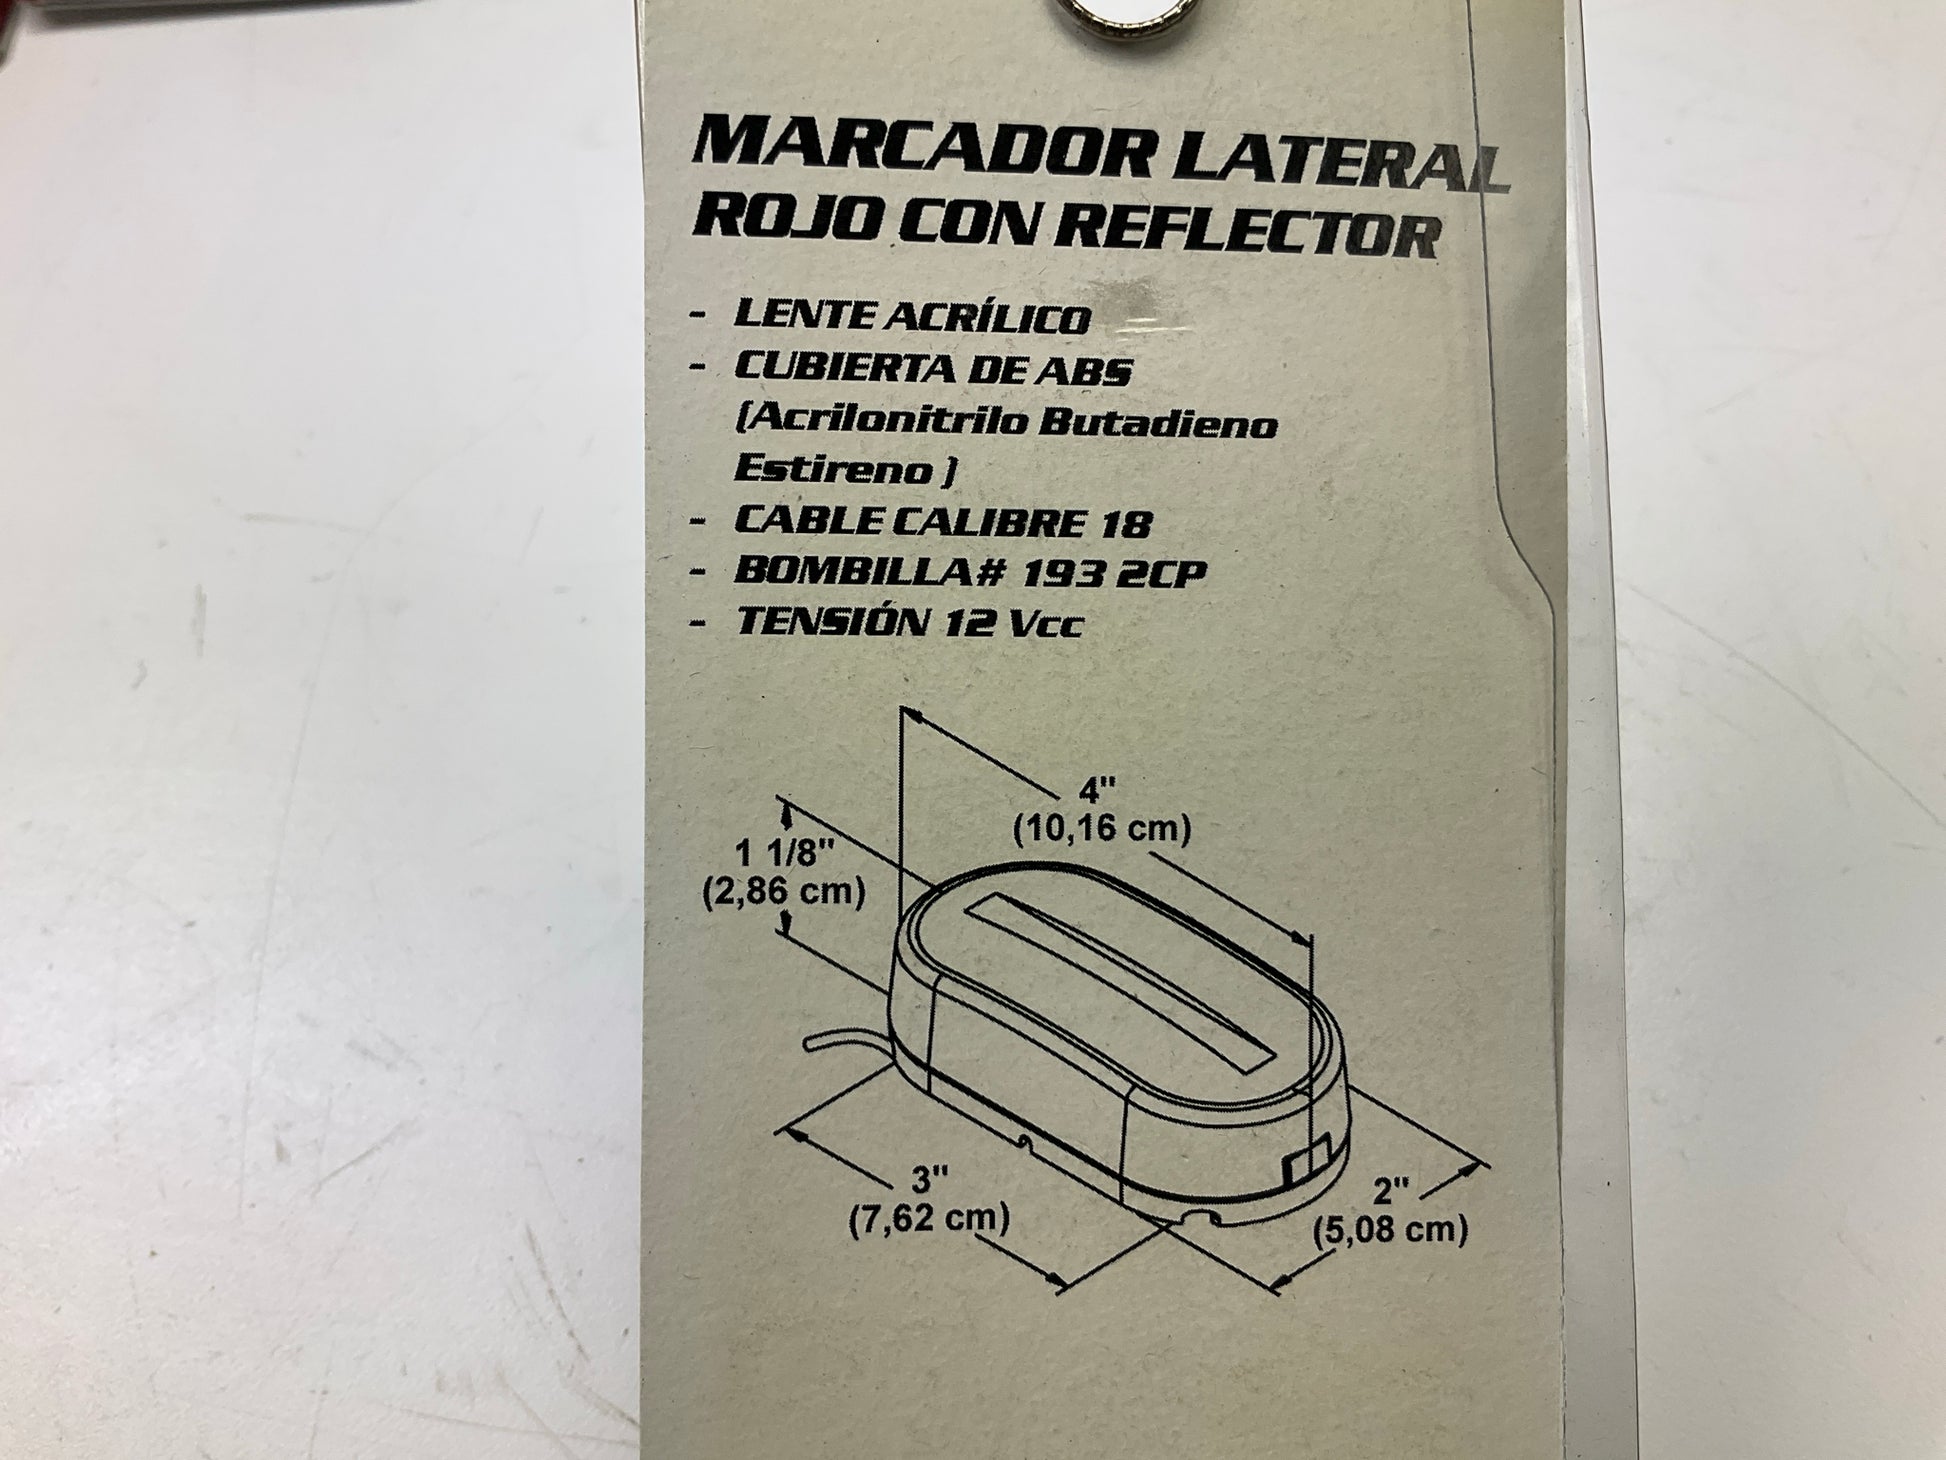 MARCADOR LATERAL
ROJO CON REFLECTOR
- LENTE ACRÍLICO
- CUBIERTA DE ABS
(Acrilonitrilo Butadieno
Estireno )
- CABLE CALIBRE 18
- BOMBILLA# 193 2CP
- TENSIÓN 12 Vcc
4"
(10,16 cm)
1 1/8"
(2,86 cm)
3"
(7,62 cm)
2"
(5,08 cm)